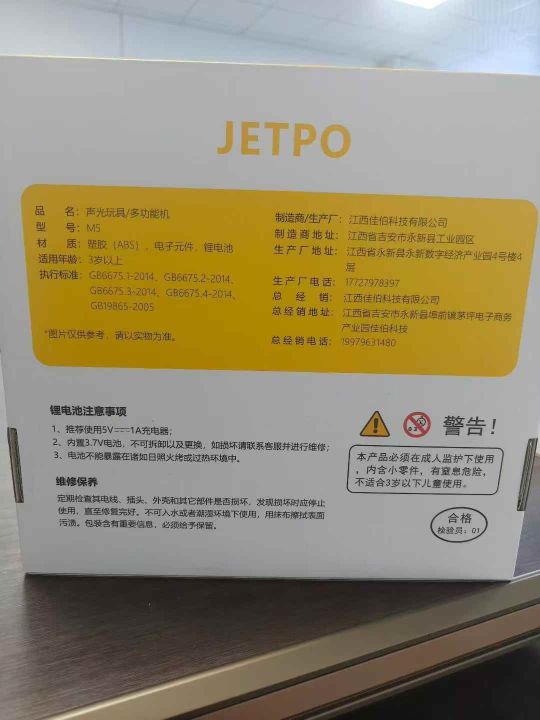 JETPO
品 名：声光玩具/多功能机
型 号：M5
材 质：塑胶（ABS）、电子元件、锂电池
适用年龄：3岁以上
执行标准：GB6675.1-2014、GB6675.2-2014、
GB6675.3-2014、GB6675.4-2014、
GB19865-2005
*图片仅供参考，请以实物为准。
制造商/生产厂：江西佳伯科技有限公司
制造商地址：江西省吉安市永新县工业园区
生产厂地址：江西省永新县永新数字经济产业园4号楼4
层
生产厂电话：17727978397
总 经 销：江西佳伯科技有限公司
总经销地址：江西省吉安市永新县埠前镇茅坪电子商务
产业园佳伯科技
总经销电话：19979631480
锂电池注意事项
1、推荐使用5V⎓1A充电器；
2、内置3.7V电池，不可拆卸以及更换，如损坏请联系客服并进行维修；
3、电池不能暴露在诸如日照火烤或过热环境中。
维修保养
定期检查其电线、插头、外壳和其它部件是否损坏，发现损坏时应停止
使用，直至修复完好。不可入水或者潮湿环境下使用，用抹布擦拭表面
污渍。包装含有重要信息，必须给予保留。
0-3
警告！
本产品必须在成人监护下使用
，内含小零件，有窒息危险，
不适合3岁以下儿童使用。
合格
检验员：01